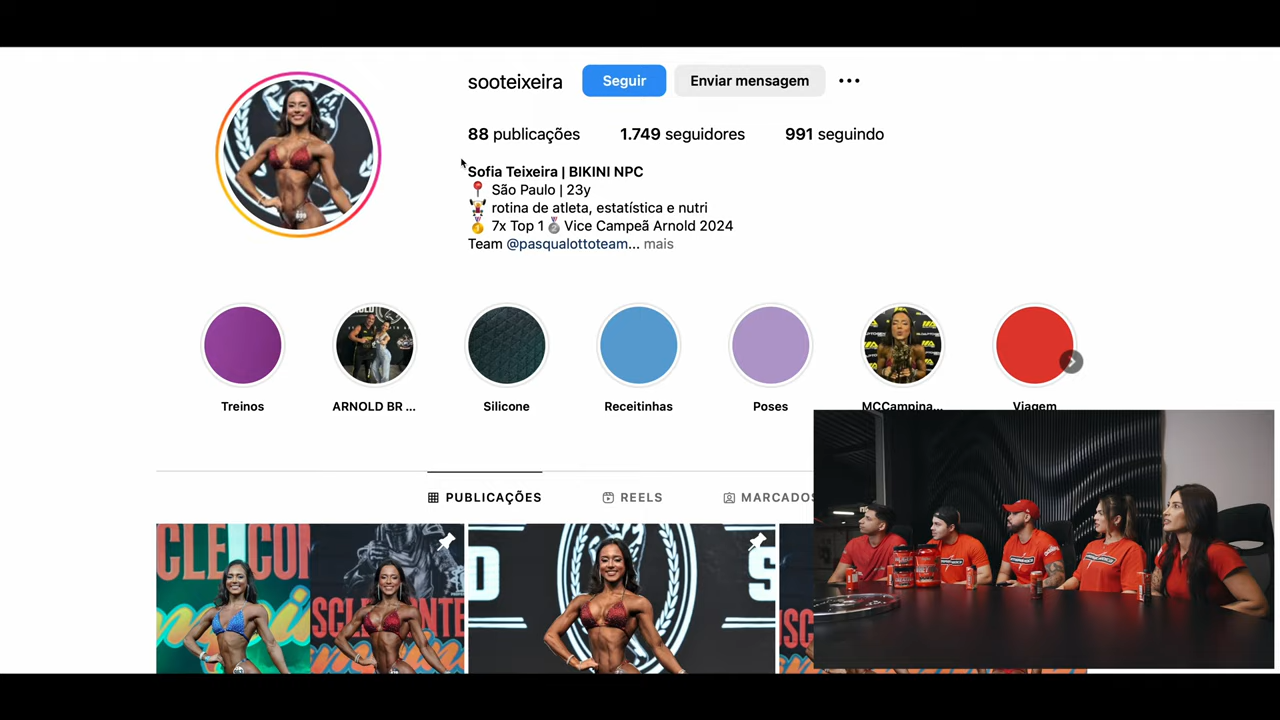 sooteixeira Seguir Enviar mensagem
88 publicações 1.749 seguidores 991 seguindo
Sofia Teixeira | BIKINI NPC
São Paulo | 23y
rotina de atleta, estatística e nutri
7x Top 1 Vice Campeã Arnold 2024
Team @pasqualottoteam... mais
Treinos ARNOLD BR ... Silicone Receitinhas Poses MCCampina... Viagem
PUBLICAÇÕES REELS MARCADOS